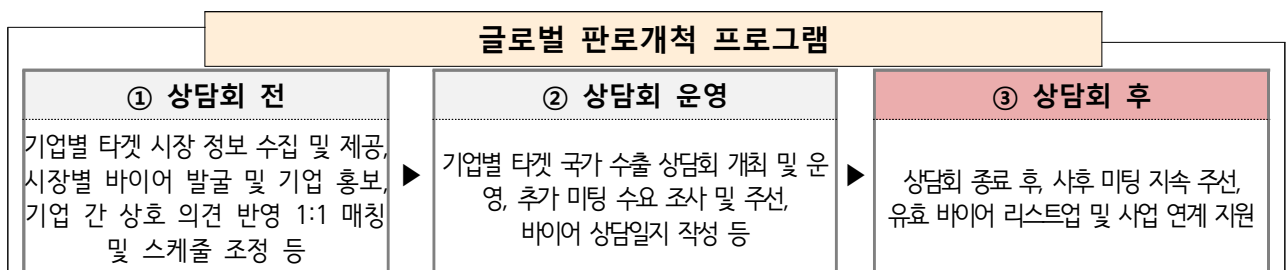 글로벌 판로개척 프로그램
① 상담회 전
기업별 타겟 시장 정보 수집 및 제공,
시장별 바이어 발굴 및 기업 홍보,
기업 간 상호 의견 반영 1:1 매칭
및 스케줄 조정 등
▶
② 상담회 운영
기업별 타겟 국가 수출 상담회 개최 및 운
영, 추가 미팅 수요 조사 및 주선,
바이어 상담일지 작성 등
▶
③ 상담회 후
상담회 종료 후, 사후 미팅 지속 주선,
유효 바이어 리스트업 및 사업 연계 지원